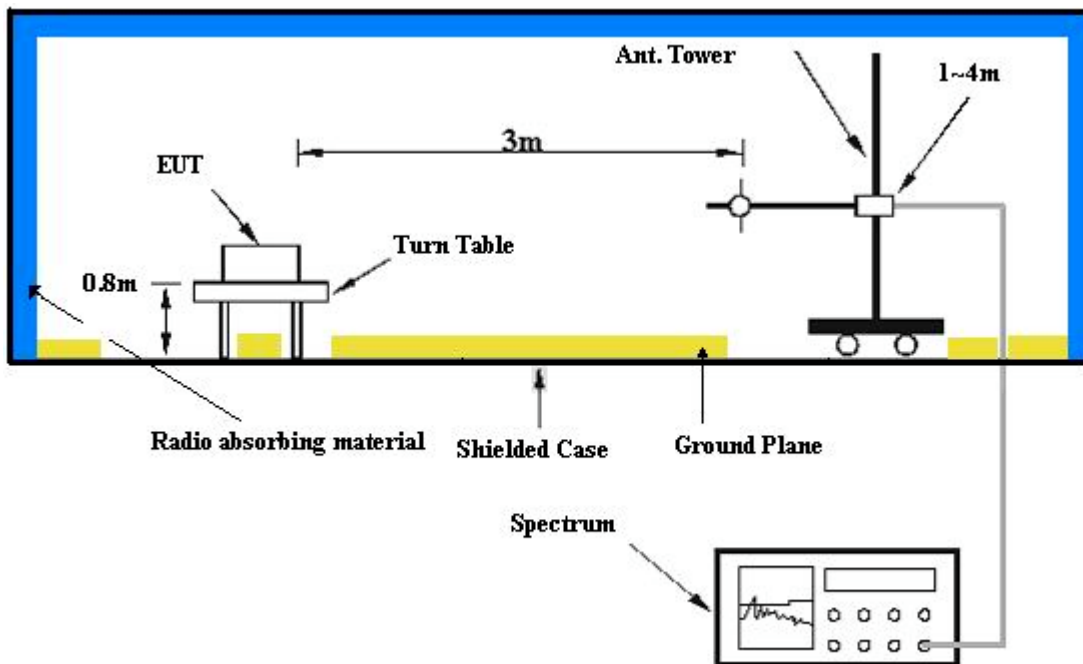 Ant. Tower
1~4m
3m
EUT
Turn Table
0.8m
Radio absorbing material
Shielded Case
Ground Plane
Spectrum